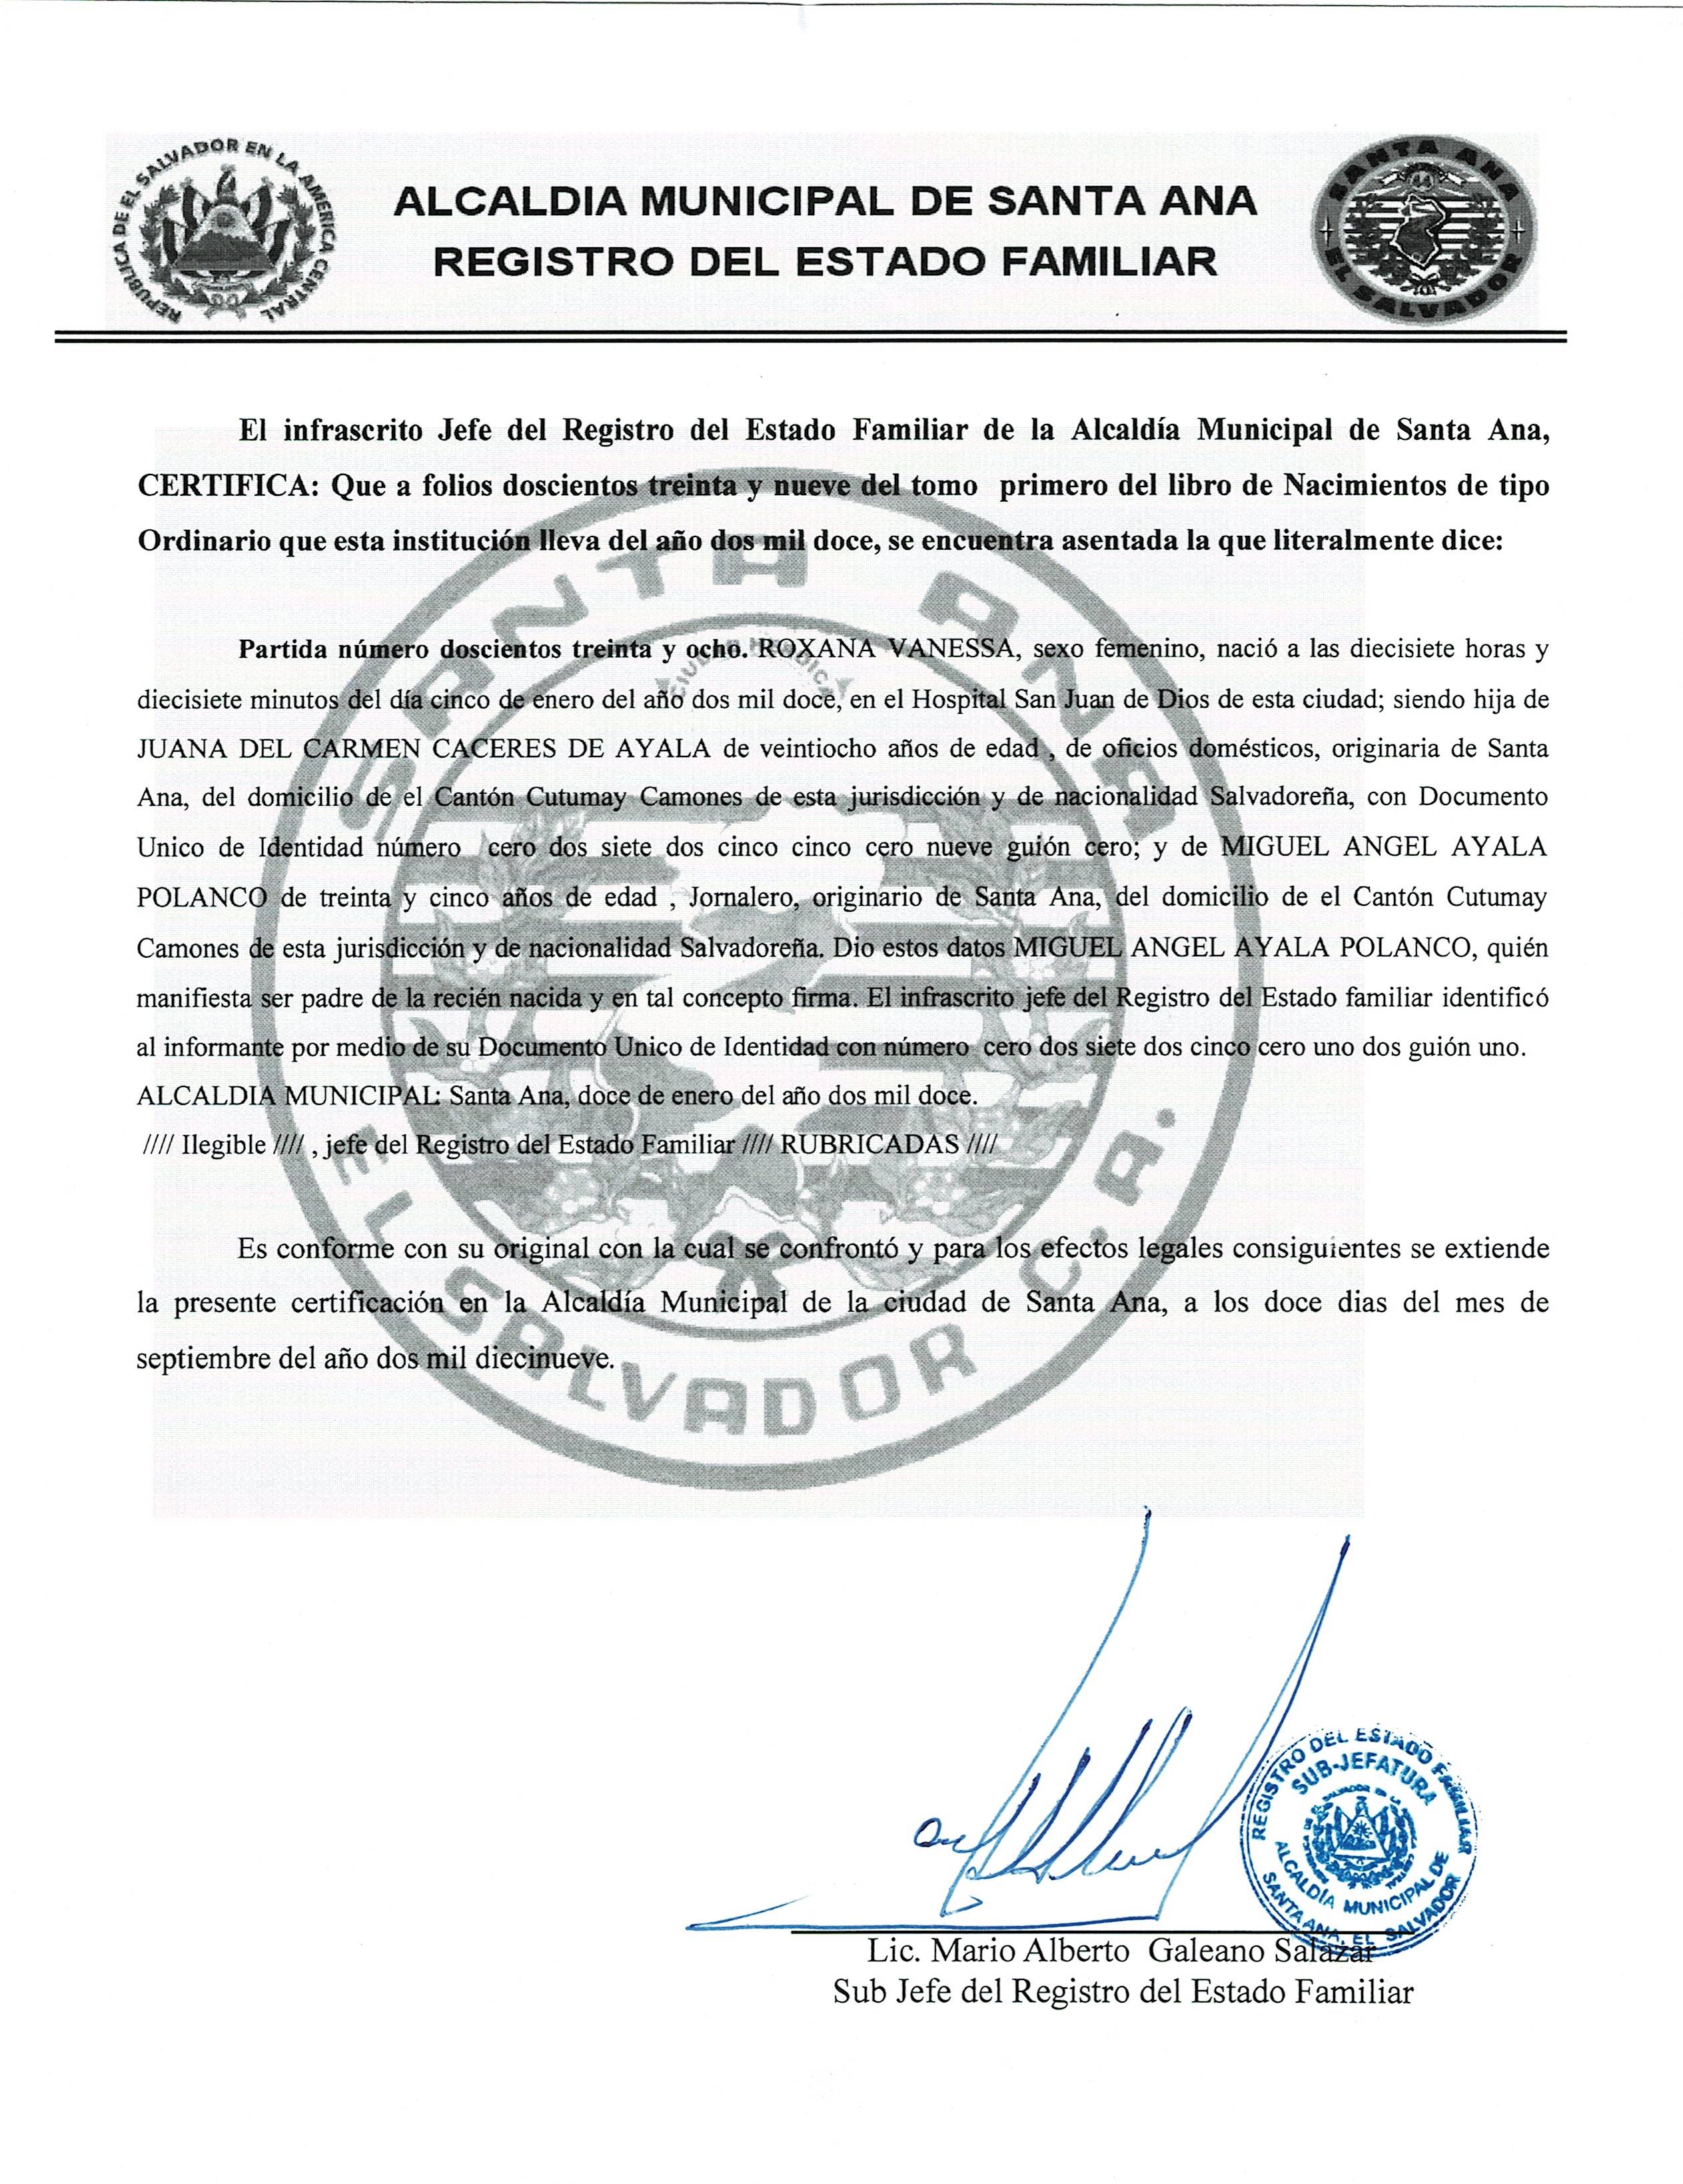 REPUBLICA DE EL SALVADOR EN LA AMERICA CENTRAL
ALCALDIA MUNICIPAL DE SANTA ANA
REGISTRO DEL ESTADO FAMILIAR
SANTA ANA
44
EL SALVADOR
El infrascrito Jefe del Registro del Estado Familiar de la Alcaldía Municipal de Santa Ana,
CERTIFICA: Que a folios doscientos treinta y nueve del tomo primero del libro de Nacimientos de tipo
Ordinario que esta institución lleva del año dos mil doce, se encuentra asentada la que literalmente dice:
SANTA ANA
CIUDAD HEROICA
EL SALVADOR C.A.
Partida número doscientos treinta y ocho. ROXANA VANESSA, sexo femenino, nació a las diecisiete horas y
diecisiete minutos del día cinco de enero del año dos mil doce, en el Hospital San Juan de Dios de esta ciudad; siendo hija de
JUANA DEL CARMEN CACERES DE AYALA de veintiocho años de edad , de oficios domésticos, originaria de Santa
Ana, del domicilio de el Cantón Cutumay Camones de esta jurisdicción y de nacionalidad Salvadoreña, con Documento
Unico de Identidad número cero dos siete dos cinco cinco cero nueve guión cero; y de MIGUEL ANGEL AYALA
POLANCO de treinta y cinco años de edad , Jornalero, originario de Santa Ana, del domicilio de el Cantón Cutumay
Camones de esta jurisdicción y de nacionalidad Salvadoreña. Dio estos datos MIGUEL ANGEL AYALA POLANCO, quién
manifiesta ser padre de la recién nacida y en tal concepto firma. El infrascrito jefe del Registro del Estado familiar identificó
al informante por medio de su Documento Unico de Identidad con número cero dos siete dos cinco cero uno dos guión uno.
ALCALDIA MUNICIPAL: Santa Ana, doce de enero del año dos mil doce.
//// Ilegible //// , jefe del Registro del Estado Familiar //// RUBRICADAS ////
Es conforme con su original con la cual se confrontó y para los efectos legales consiguientes se extiende
la presente certificación en la Alcaldía Municipal de la ciudad de Santa Ana, a los doce dias del mes de
septiembre del año dos mil diecinueve.
REGISTRO DEL ESTADO FAMILIAR
SUB-JEFATURA
ALCALDÍA MUNICIPAL DE
SANTA ANA, EL SALVADOR
Lic. Mario Alberto Galeano Salazar
Sub Jefe del Registro del Estado Familiar